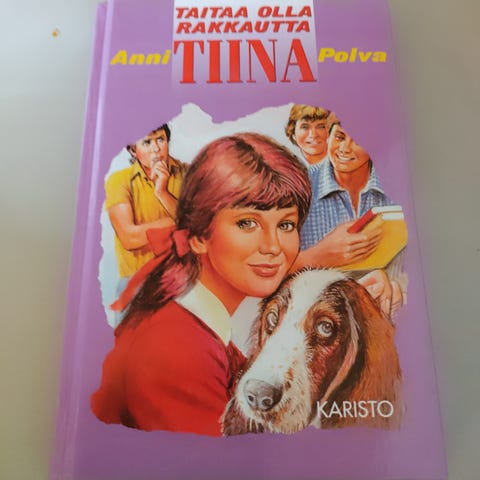 TAITAA OLLA
RAKKAUTTA
Anni TIINA Polva
KARISTO